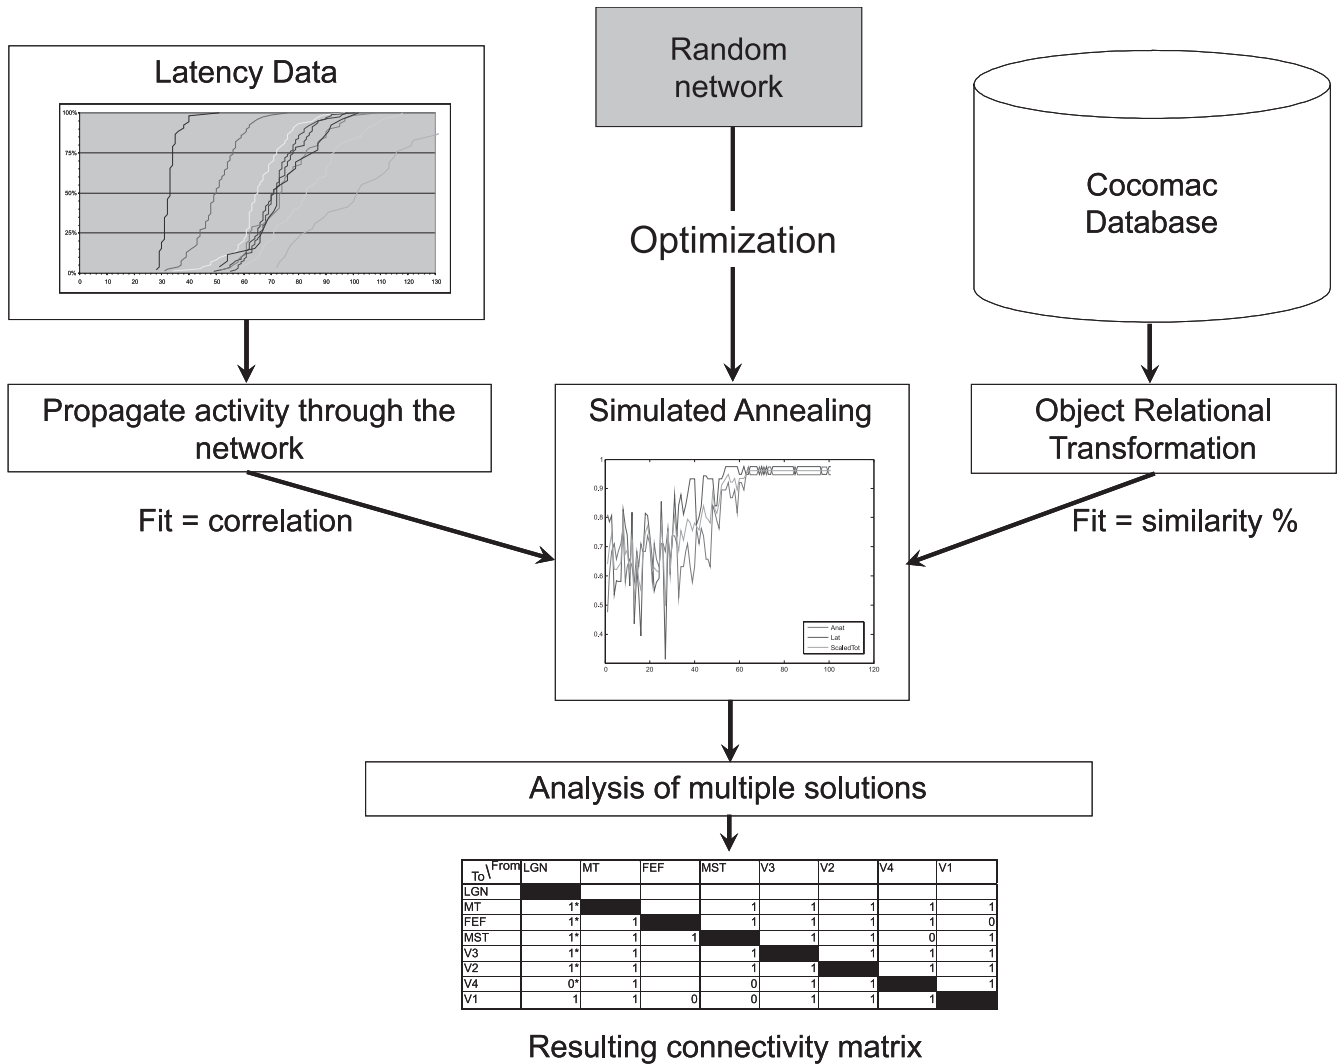 Latency Data
100%
75%
50%
25%
0%
0 10 20 30 40 50 60 70 80 90 100 110 120 130
Random
network
Cocomac
Database
Optimization
Propagate activity through the
network
Simulated Annealing
Object Relational
Transformation
Fit = correlation
Fit = similarity %
1
0,9
0,8
0,7
0,6
0,5
0,4
0 20 40 60 80 100 120
Anat
Lat
ScaledTot
Analysis of multiple solutions
To\From LGN MT FEF MST V3 V2 V4 V1
LGN
MT 1* 1 1 1 1 1
FEF 1* 1 1 1 1 1 0
MST 1* 1 1 1 1 0 1
V3 1* 1 1 1 1 1
V2 1* 1 1 1 1 1
V4 0* 1 0 1 1 1
V1 1 1 0 0 1 1 1
Resulting connectivity matrix